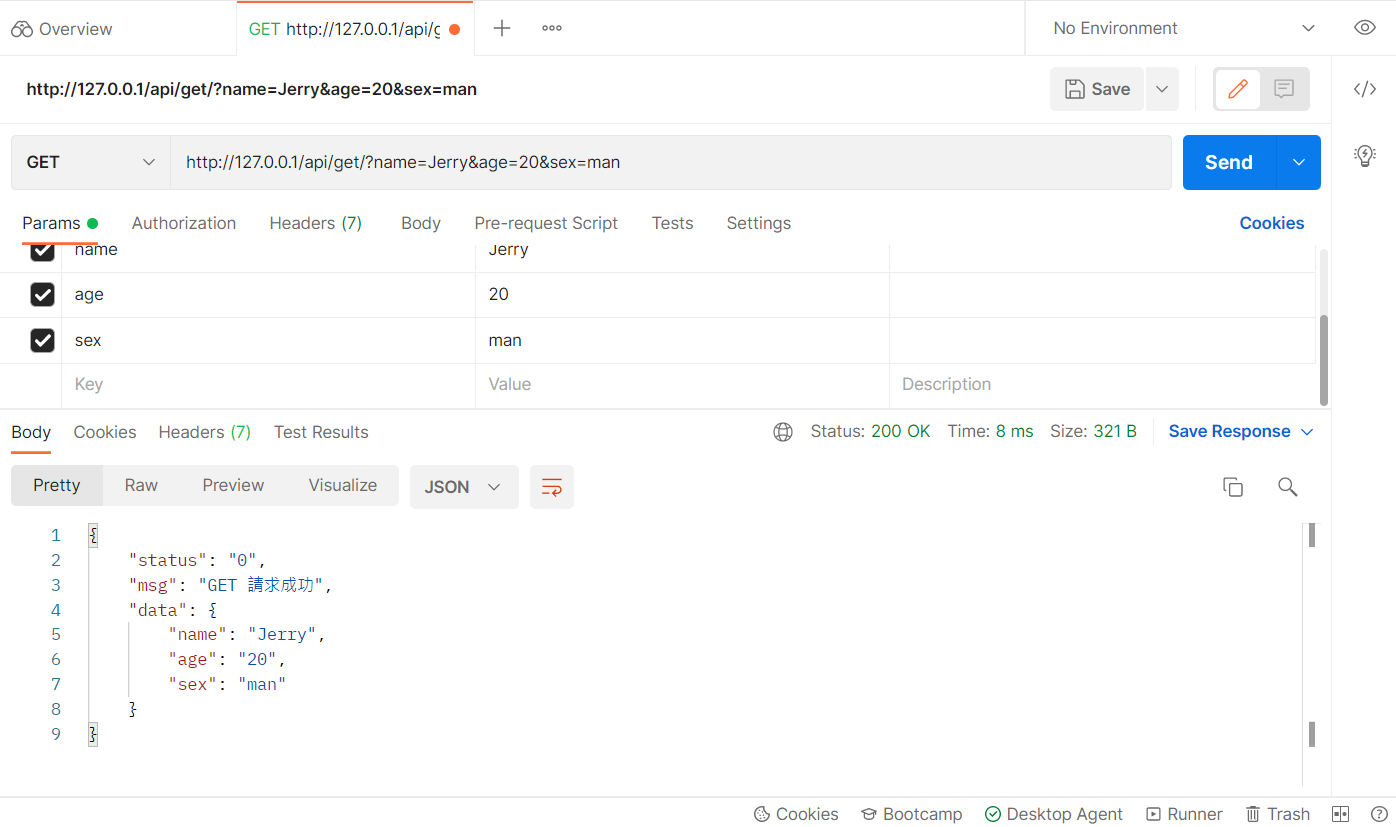 Overview
GET http://127.0.0.1/api/g
No Environment
http://127.0.0.1/api/get/?name=Jerry&age=20&sex=man
Save
GET
http://127.0.0.1/api/get/?name=Jerry&age=20&sex=man
Send
Params Authorization Headers (7) Body Pre-request Script Tests Settings Cookies
name Jerry
age 20
sex man
Key Value Description
Body Cookies Headers (7) Test Results Status: 200 OK Time: 8 ms Size: 321 B Save Response
Pretty Raw Preview Visualize JSON
1 {
2 "status": "0",
3 "msg": "GET 請求成功",
4 "data": {
5 "name": "Jerry",
6 "age": "20",
7 "sex": "man"
8 }
9 }
Cookies Bootcamp Desktop Agent Runner Trash